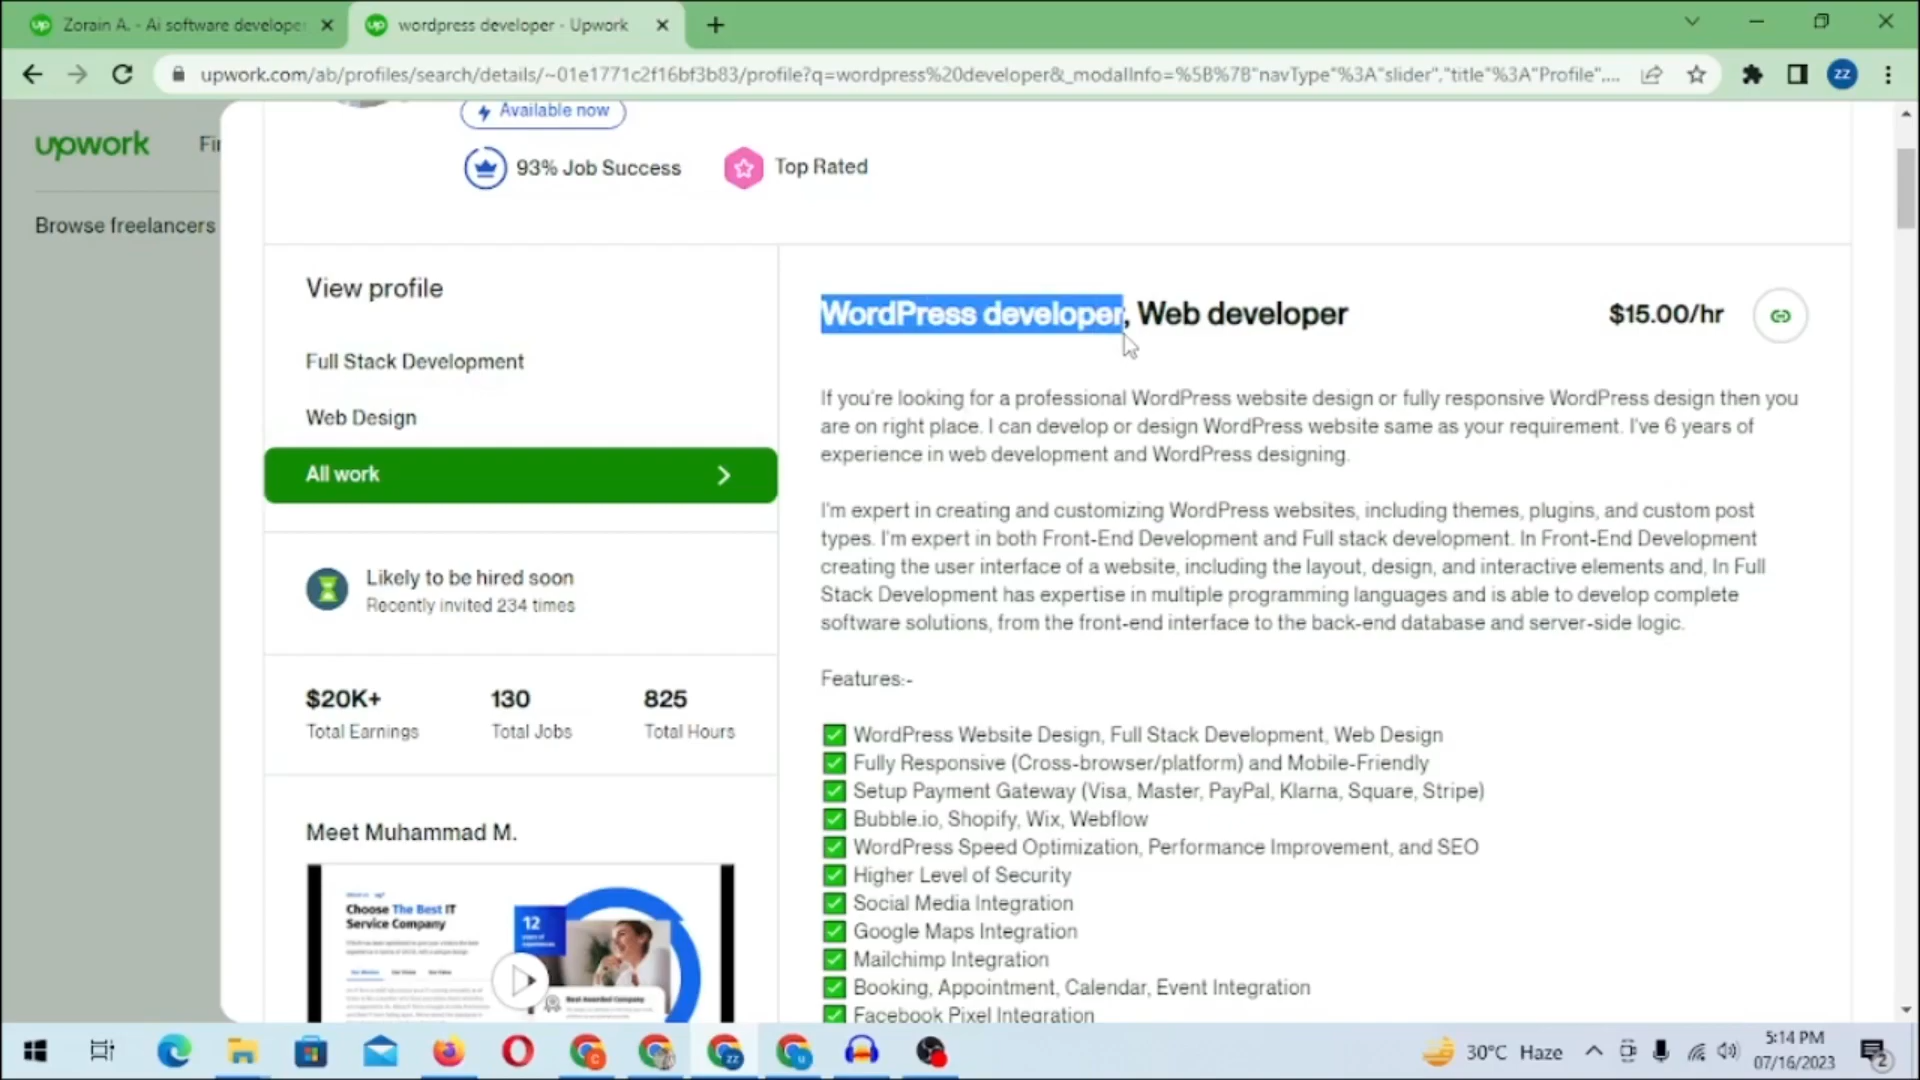 Zorain A. - Ai software developer
wordpress developer - Upwork
upwork.com/ab/profiles/search/details/~01e1771c2f16bf3b83/profile?q=wordpress%20developer&_modalInfo=%5B%7B"navType"%3A"slider","title"%3A"Profile",...
ZZ
upwork
Fin
Browse freelancers
Available now
93% Job Success
Top Rated
View profile
Full Stack Development
Web Design
All work
Likely to be hired soon
Recently invited 234 times
$20K+ 130 825
Total Earnings Total Jobs Total Hours
Meet Muhammad M.
Choose The Best IT
Service Company
12
Best Awarded Company
WordPress developer, Web developer
$15.00/hr
If you're looking for a professional WordPress website design or fully responsive WordPress design then you
are on right place. I can develop or design WordPress website same as your requirement. I've 6 years of
experience in web development and WordPress designing.
I'm expert in creating and customizing WordPress websites, including themes, plugins, and custom post
types. I'm expert in both Front-End Development and Full stack development. In Front-End Development
creating the user interface of a website, including the layout, design, and interactive elements and, In Full
Stack Development has expertise in multiple programming languages and is able to develop complete
software solutions, from the front-end interface to the back-end database and server-side logic.
Features:-
✅ WordPress Website Design, Full Stack Development, Web Design
✅ Fully Responsive (Cross-browser/platform) and Mobile-Friendly
✅ Setup Payment Gateway (Visa, Master, PayPal, Klarna, Square, Stripe)
✅ Bubble.io, Shopify, Wix, Webflow
✅ WordPress Speed Optimization, Performance Improvement, and SEO
✅ Higher Level of Security
✅ Social Media Integration
✅ Google Maps Integration
✅ Mailchimp Integration
✅ Booking, Appointment, Calendar, Event Integration
✅ Facebook Pixel Integration
30°C Haze
5:14 PM
07/16/2023
2